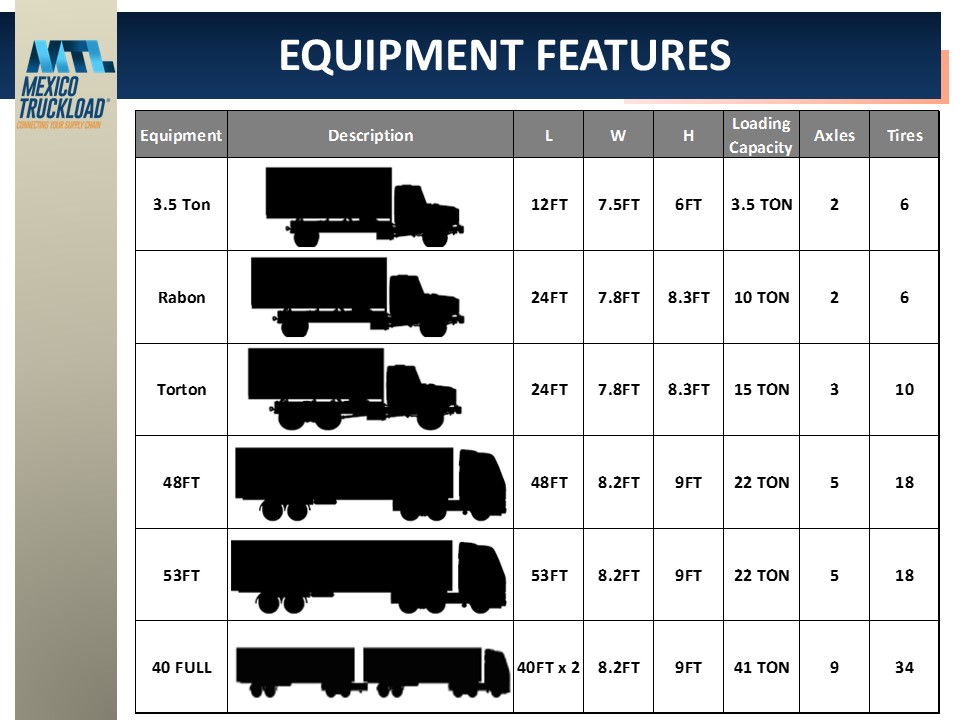 EQUIPMENT FEATURES
MTL
MEXICO
TRUCKLOAD®
CONNECTING YOUR SUPPLY CHAIN
Equipment Description L W H Loading Capacity Axles Tires
3.5 Ton 12FT 7.5FT 6FT 3.5 TON 2 6
Rabon 24FT 7.8FT 8.3FT 10 TON 2 6
Torton 24FT 7.8FT 8.3FT 15 TON 3 10
48FT 48FT 8.2FT 9FT 22 TON 5 18
53FT 53FT 8.2FT 9FT 22 TON 5 18
40 FULL 40FT x 2 8.2FT 9FT 41 TON 9 34